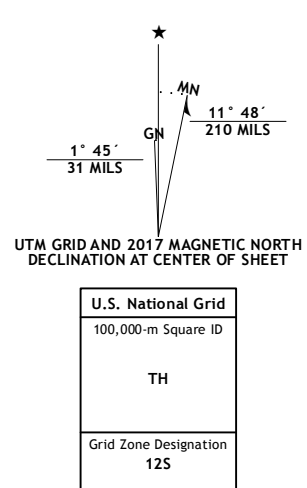 ★
MN
GN
11° 48´
210 MILS
1° 45´
31 MILS
UTM GRID AND 2017 MAGNETIC NORTH
DECLINATION AT CENTER OF SHEET
U.S. National Grid
100,000-m Square ID
TH
Grid Zone Designation
12S